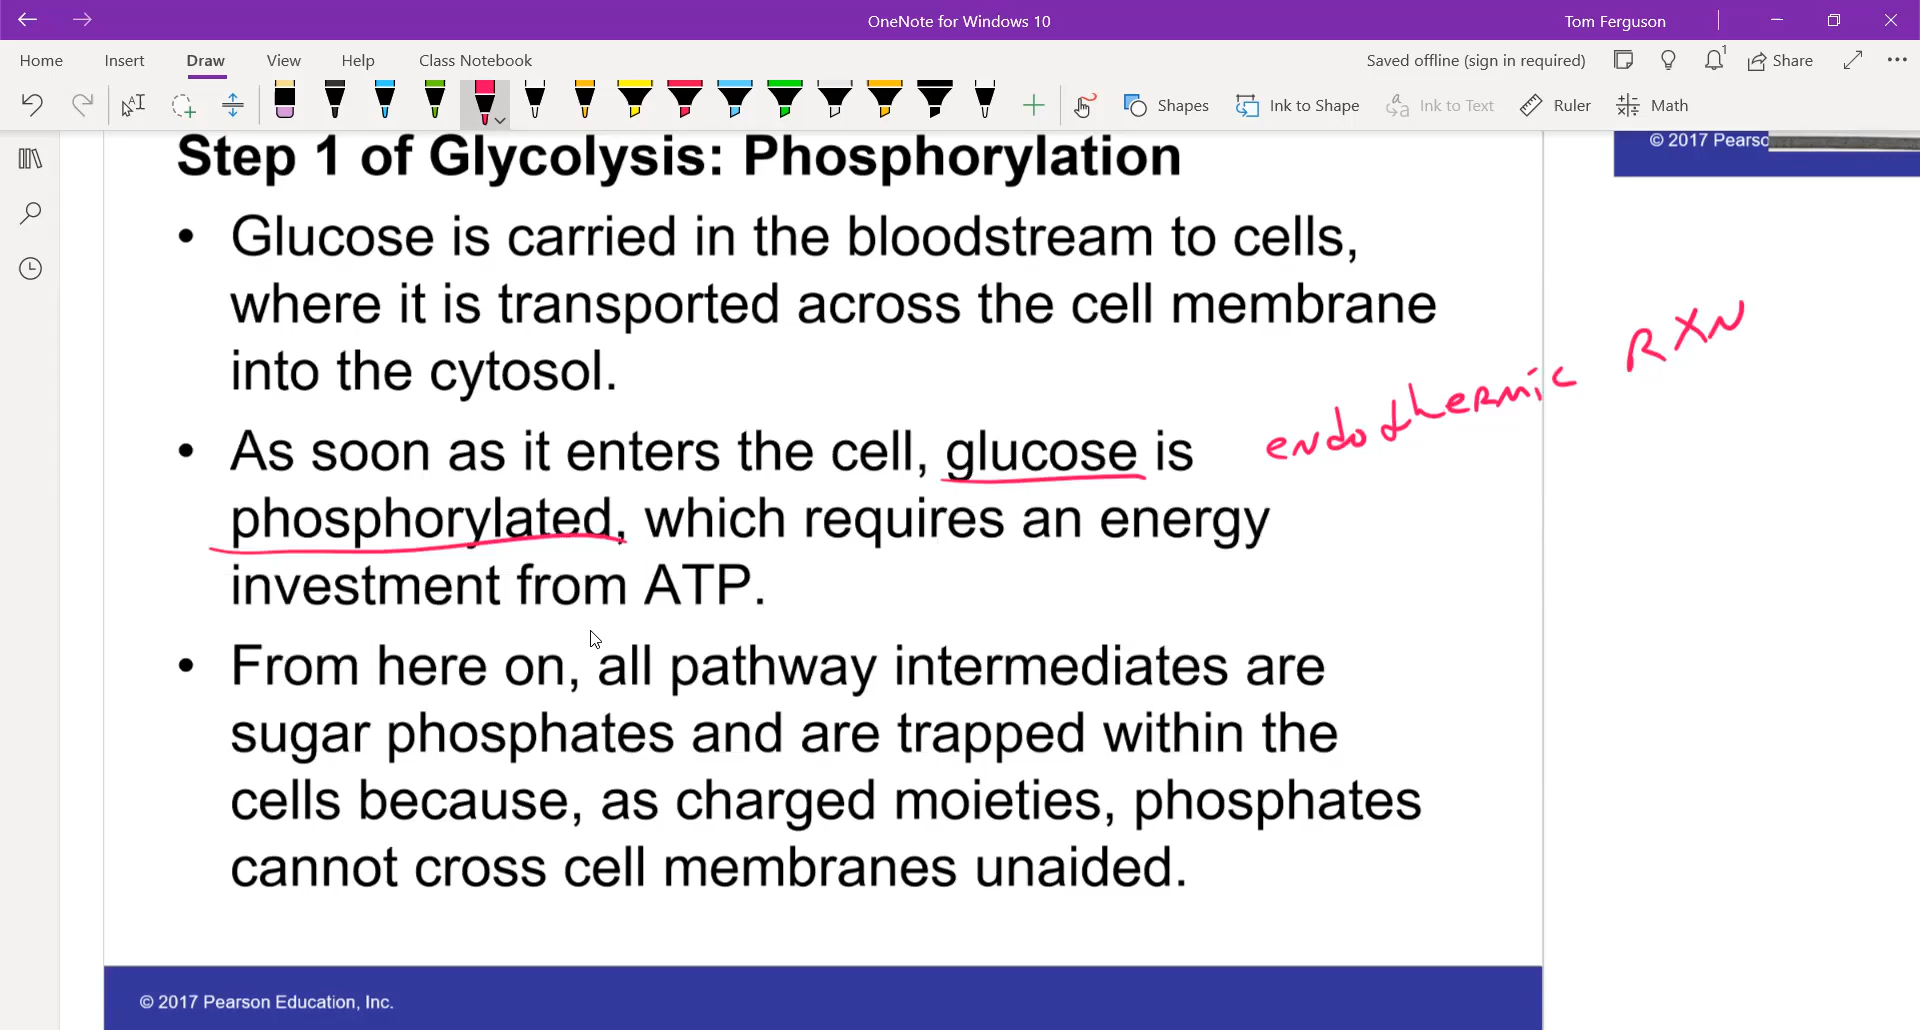 OneNote for Windows 10
Tom Ferguson
Home Insert Draw View Help Class Notebook
Saved offline (sign in required) 1 Share
Shapes Ink to Shape Ink to Text Ruler Math
Step 1 of Glycolysis: Phosphorylation
© 2017 Pearso
• Glucose is carried in the bloodstream to cells,
where it is transported across the cell membrane
into the cytosol.
endothermic RXN
• As soon as it enters the cell, glucose is
phosphorylated, which requires an energy
investment from ATP.
• From here on, all pathway intermediates are
sugar phosphates and are trapped within the
cells because, as charged moieties, phosphates
cannot cross cell membranes unaided.
© 2017 Pearson Education, Inc.